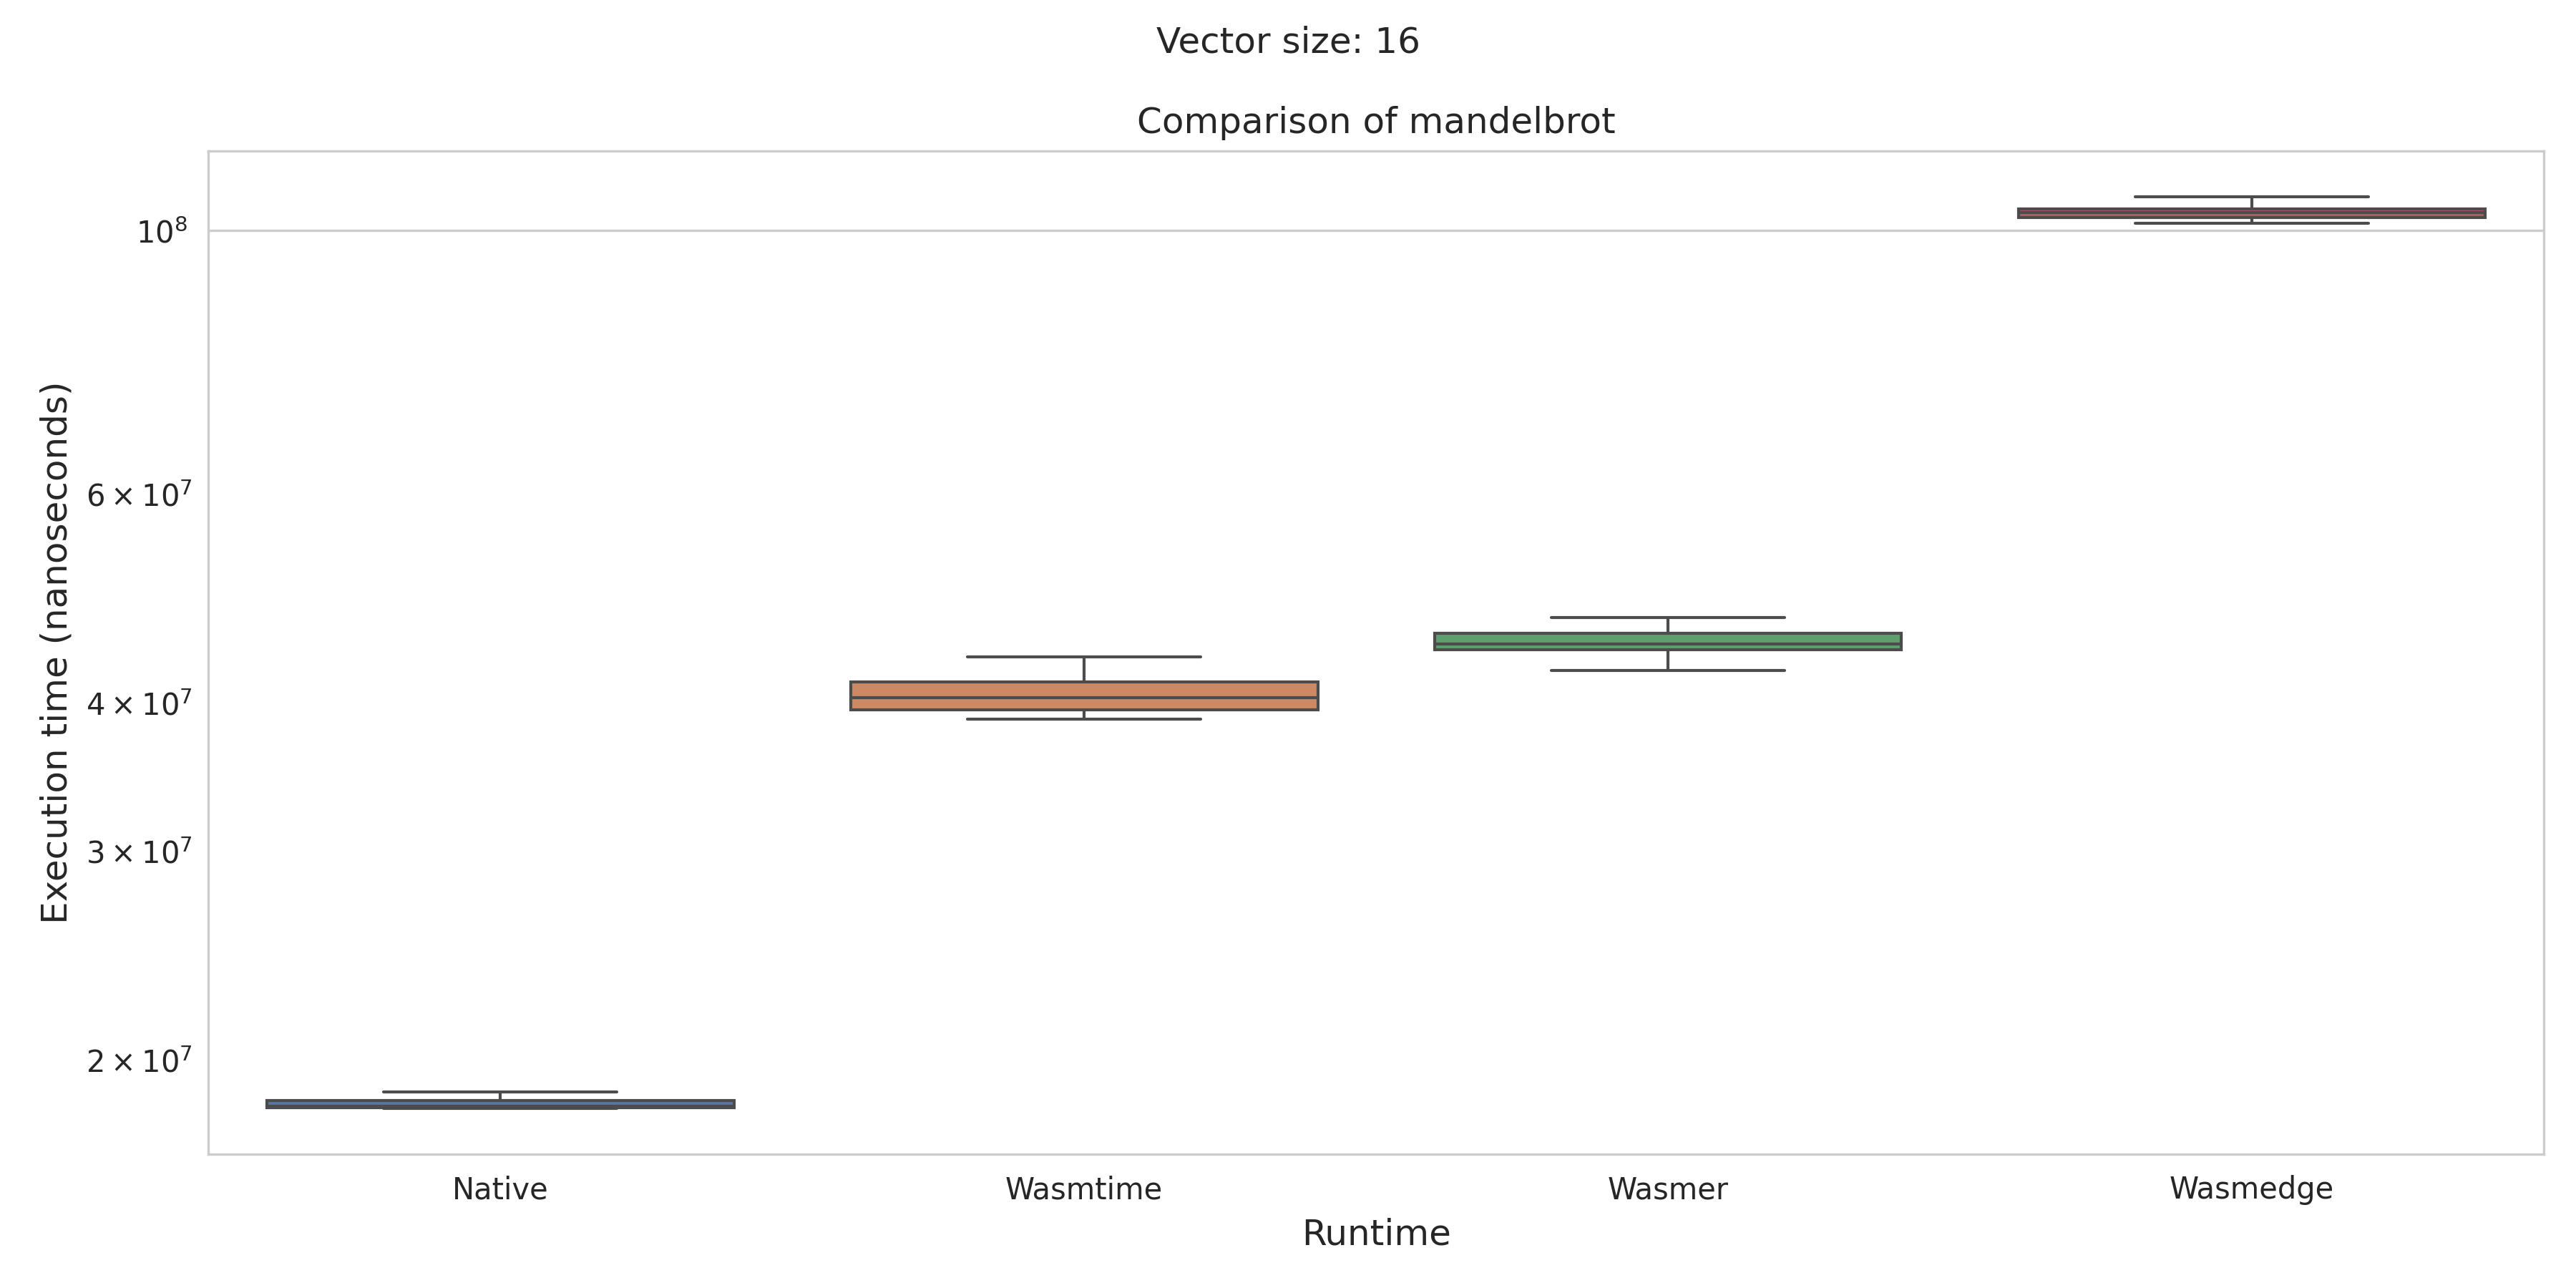 Vector size: 16
Comparison of mandelbrot
Execution time (nanoseconds)
10⁸
6 × 10⁷
4 × 10⁷
3 × 10⁷
2 × 10⁷
Native Wasmtime Wasmer Wasmedge
Runtime